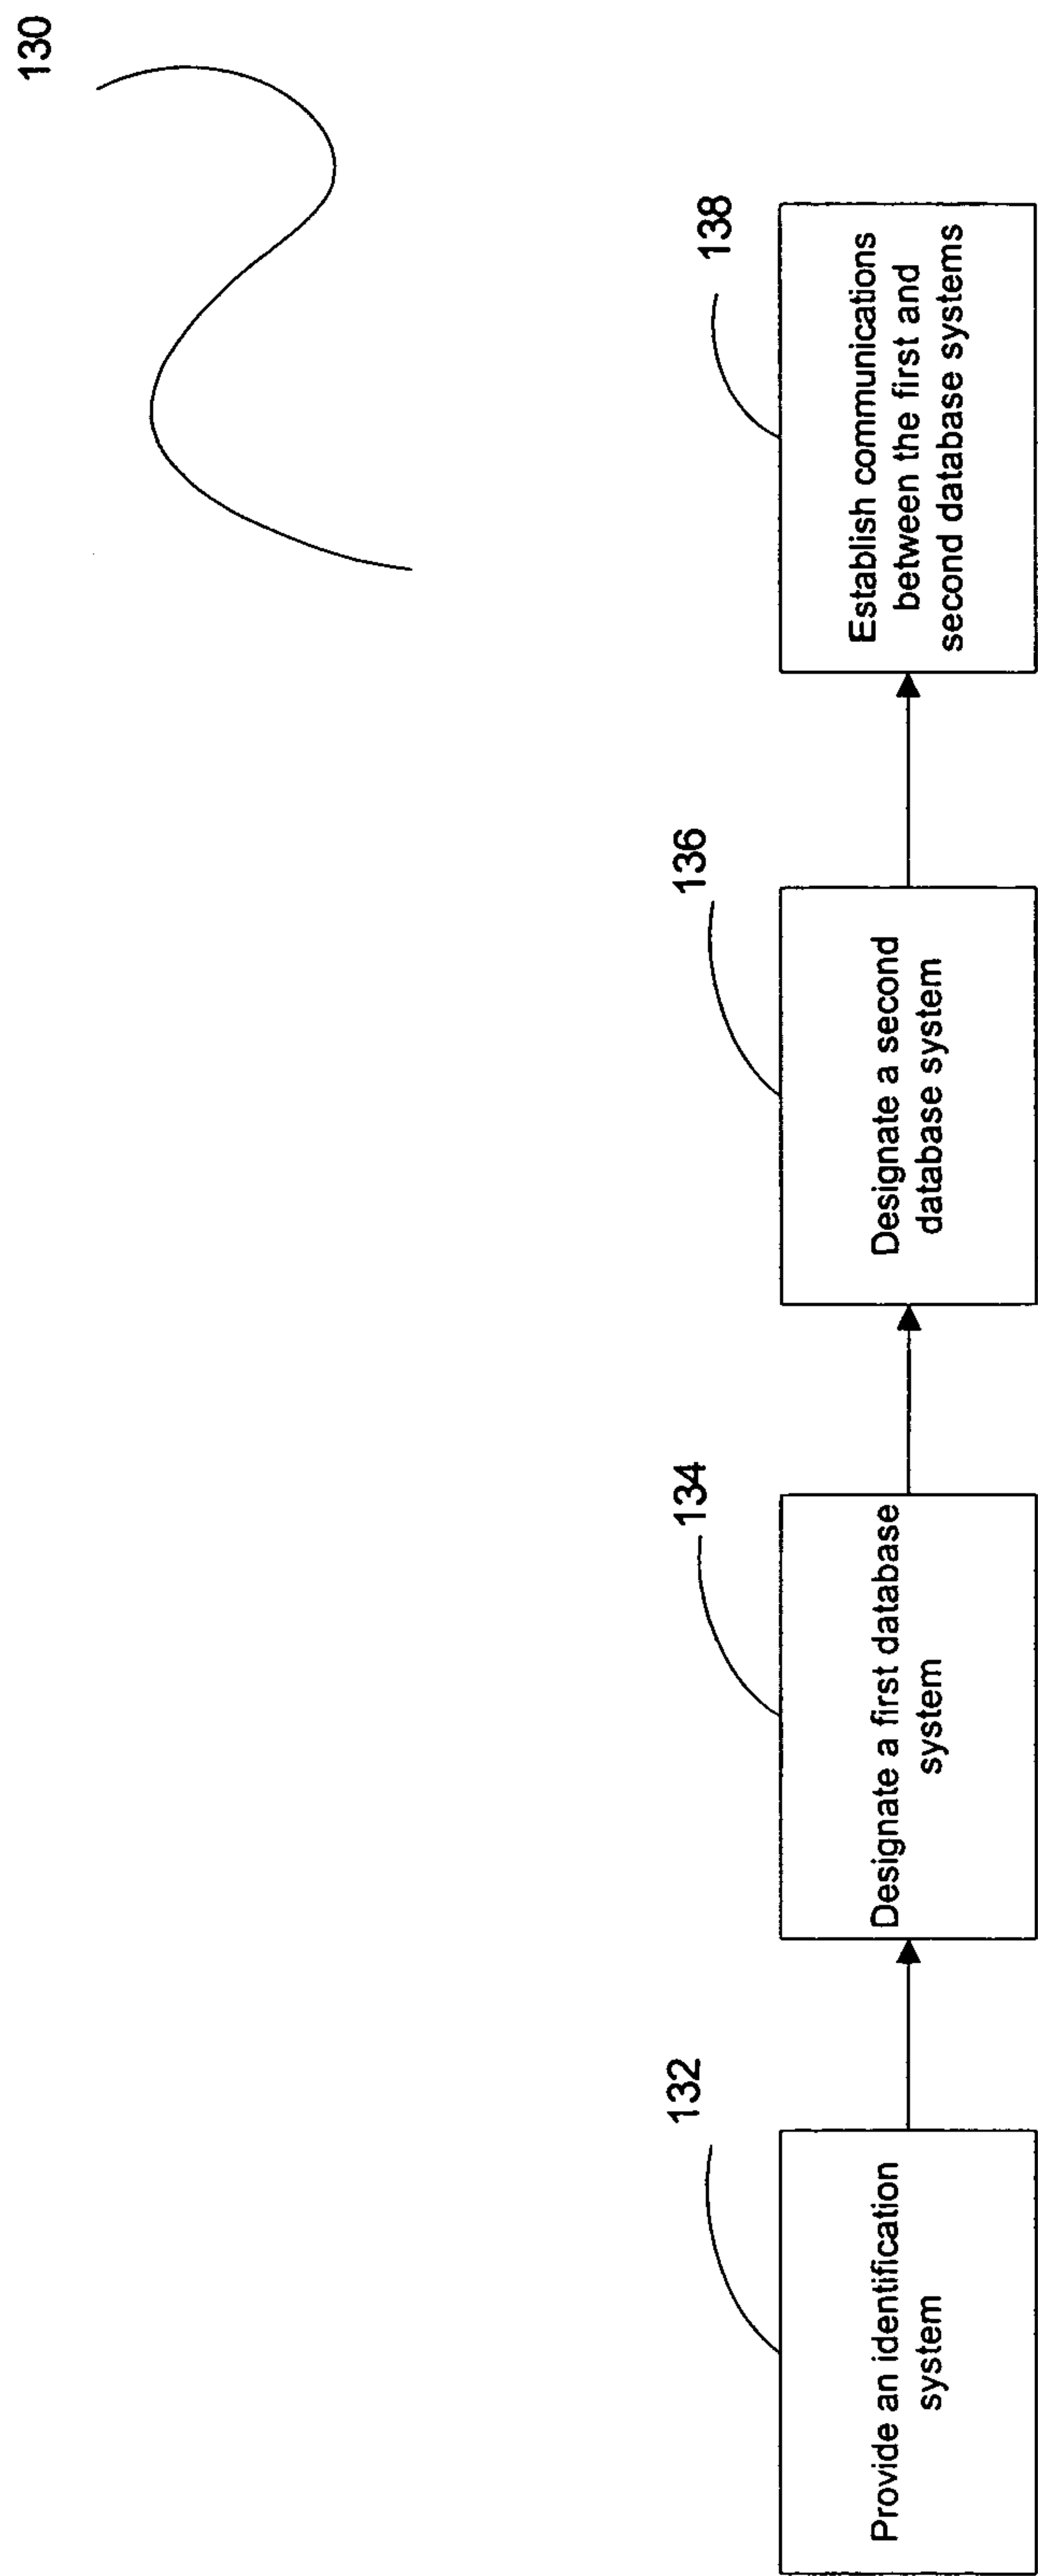 130
132
Provide an identification
system
134
Designate a first database
system
136
Designate a second
database system
138
Establish communications
between the first and
second database systems